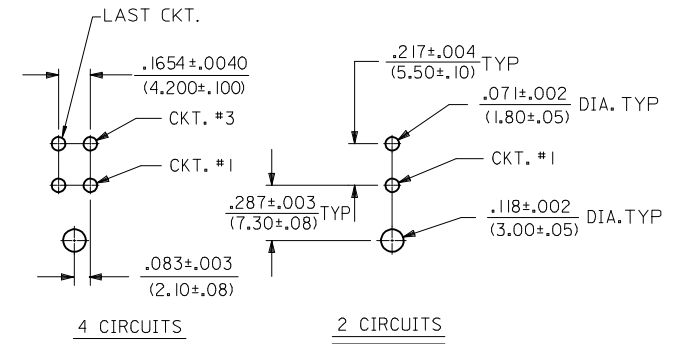 LAST CKT.
.1654±.0040
(4.200±.100)
CKT. #3
CKT. #1
.083±.003
(2.10±.08)
4 CIRCUITS
.217±.004 TYP
(5.50±.10)
.071±.002 DIA. TYP
(1.80±.05)
CKT. #1
.287±.003 TYP
(7.30±.08)
.118±.002 DIA. TYP
(3.00±.05)
2 CIRCUITS